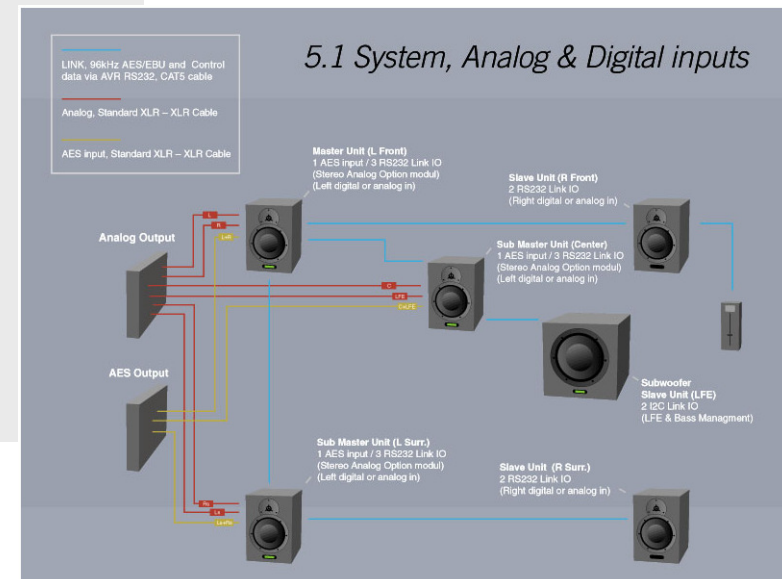 5.1 System, Analog & Digital inputs
LINK, 96kHz AES/EBU and Control
data via AVR RS232, CAT5 cable
Analog, Standard XLR – XLR Cable
AES input, Standard XLR – XLR Cable
Master Unit (L Front)
1 AES input / 3 RS232 Link IO
(Stereo Analog Option modul)
(Left digital or analog in)
Slave Unit (R Front)
2 RS232 Link IO
(Right digital or analog in)
L
R
L+R
Analog Output
Sub Master Unit (Center)
1 AES input / 3 RS232 Link IO
(Stereo Analog Option modul)
(Left digital or analog in)
C
LFE
C+LFE
AES Output
Subwoofer
Slave Unit (LFE)
2 I2C Link IO
(LFE & Bass Managment)
Sub Master Unit (L Surr.)
1 AES input / 3 RS232 Link IO
(Stereo Analog Option modul)
(Left digital or analog in)
Slave Unit (R Surr.)
2 RS232 Link IO
(Right digital or analog in)
Rs
Ls
Ls+Rs